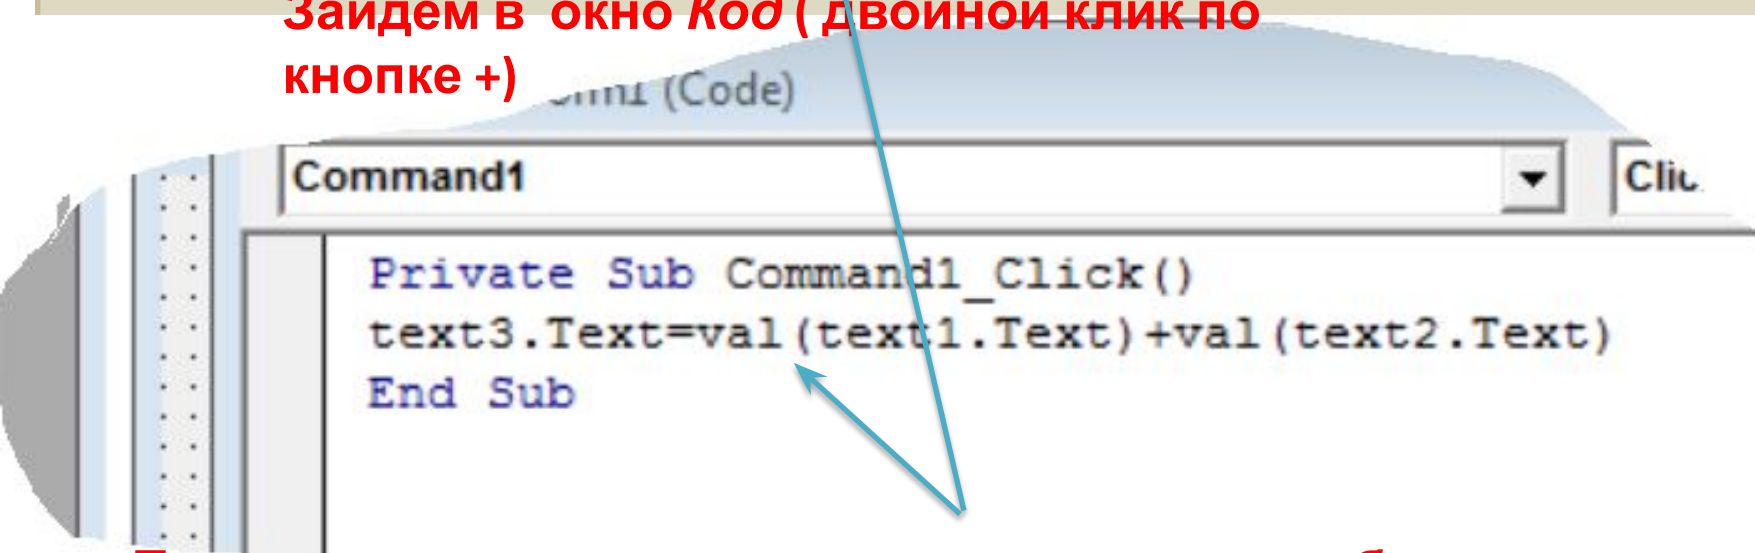 Зайдем в окно Код ( двойной клик по
кнопке +)
(Code)
Command1
Private Sub Command1_Click()
text3.Text=val(text1.Text)+val(text2.Text)
End Sub